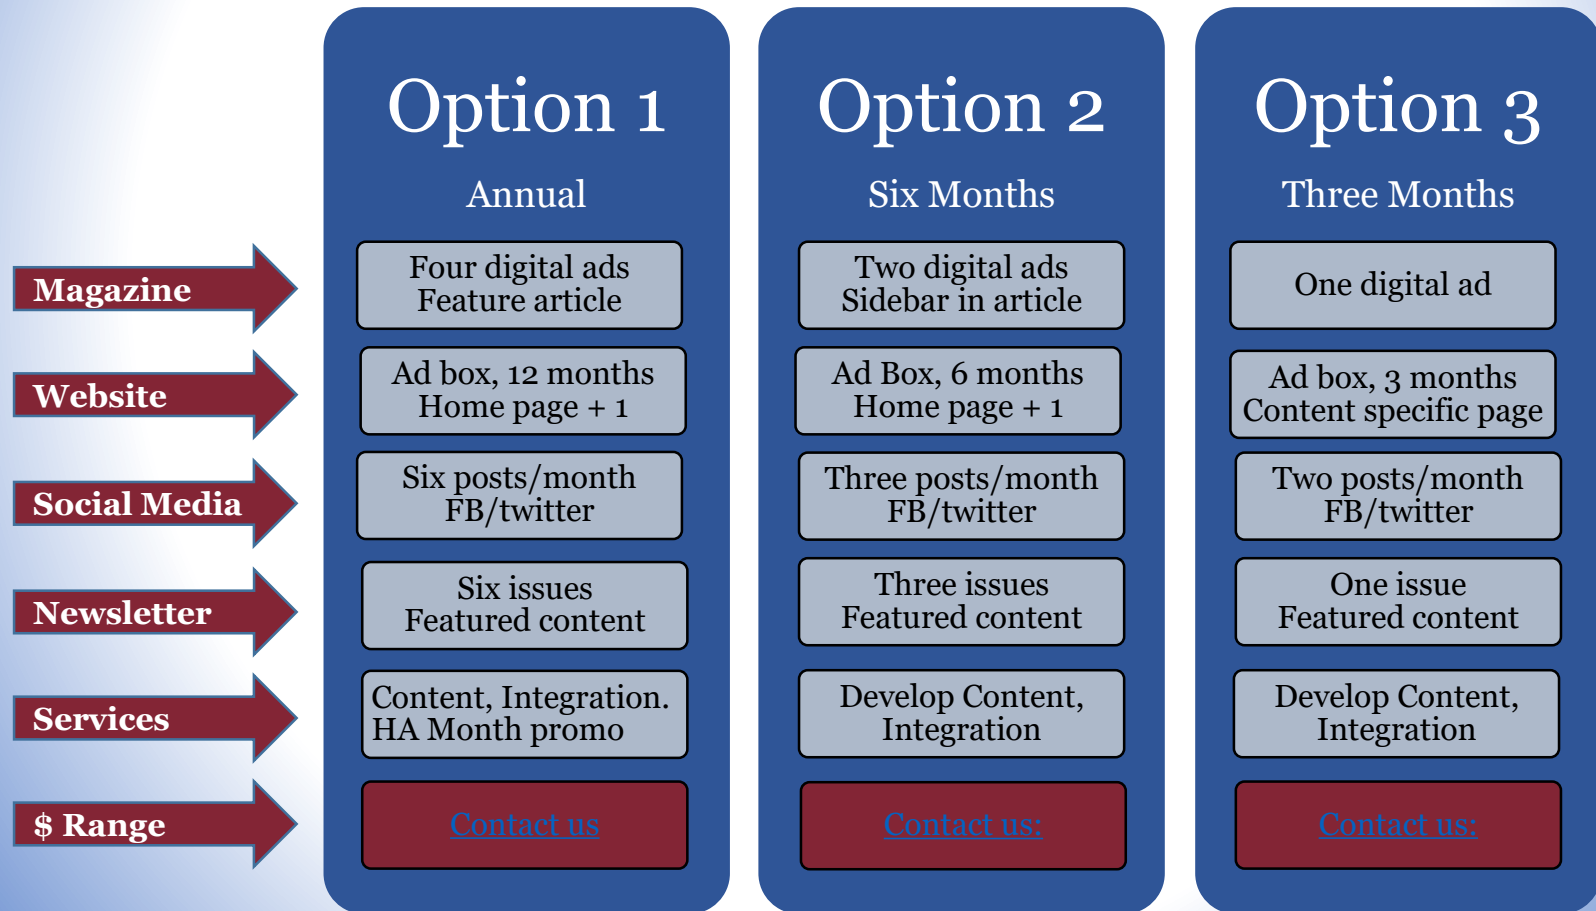 Option 1
Option 2
Option 3
Annual
Six Months
Three Months
Magazine
Four digital ads
Feature article
Two digital ads
Sidebar in article
One digital ad
Website
Ad box, 12 months
Home page + 1
Ad Box, 6 months
Home page + 1
Ad box, 3 months
Content specific page
Social Media
Six posts/month
FB/twitter
Three posts/month
FB/twitter
Two posts/month
FB/twitter
Newsletter
Six issues
Featured content
Three issues
Featured content
One issue
Featured content
Services
Content, Integration.
HA Month promo
Develop Content,
Integration
Develop Content,
Integration
$ Range
Contact us
Contact us:
Contact us: